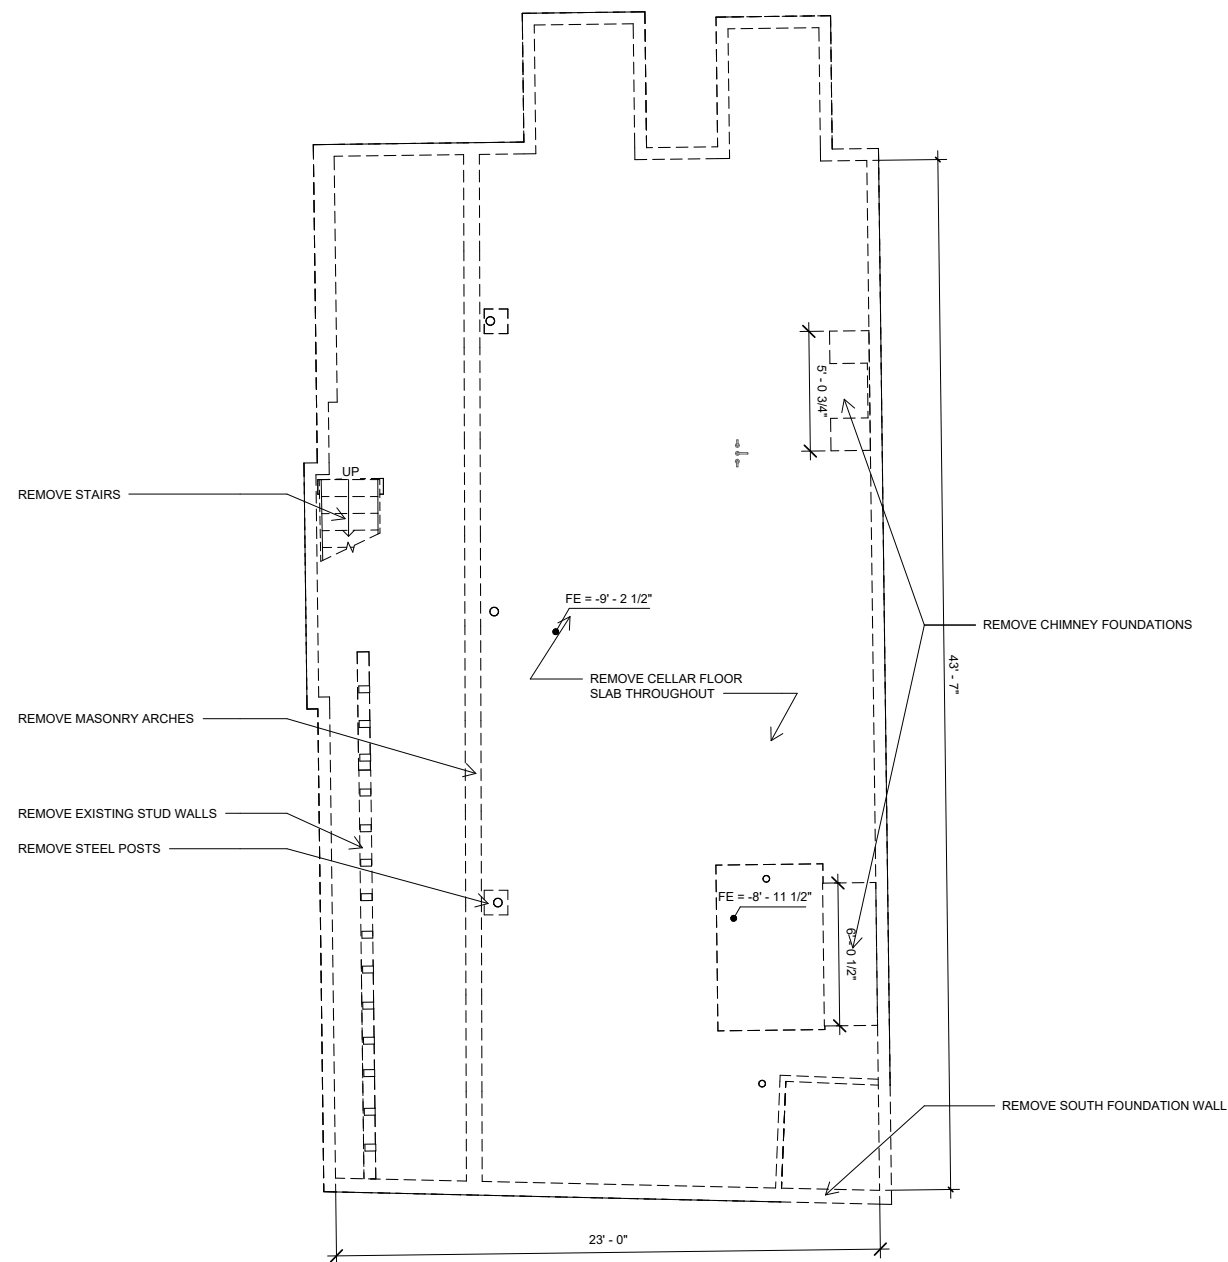 5' - 0 3/4"
UP
REMOVE STAIRS
FE = -9' - 2 1/2"
REMOVE CHIMNEY FOUNDATIONS
43' - 7"
REMOVE CELLAR FLOOR
SLAB THROUGHOUT
REMOVE MASONRY ARCHES
REMOVE EXISTING STUD WALLS
REMOVE STEEL POSTS
FE = -8' - 11 1/2"
6' - 0 1/2"
REMOVE SOUTH FOUNDATION WALL
23' - 0"